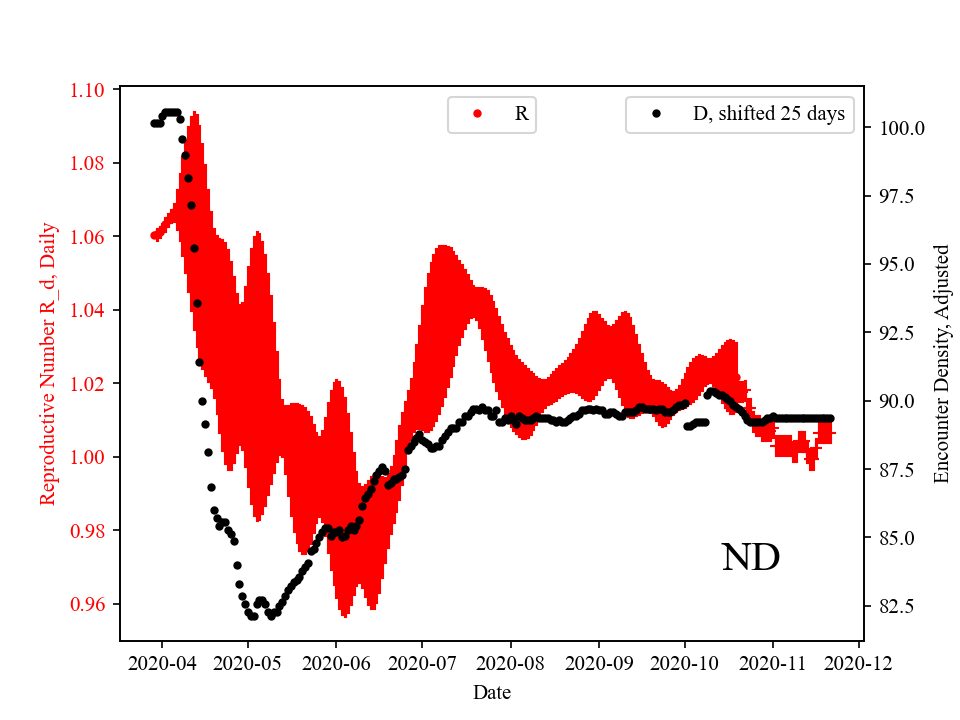 R
D, shifted 25 days
1.10
1.08
1.06
1.04
1.02
1.00
0.98
0.96
Reproductive Number R_d, Daily
100.0
97.5
95.0
92.5
90.0
87.5
85.0
82.5
Encounter Density, Adjusted
ND
2020-04 2020-05 2020-06 2020-07 2020-08 2020-09 2020-10 2020-11 2020-12
Date